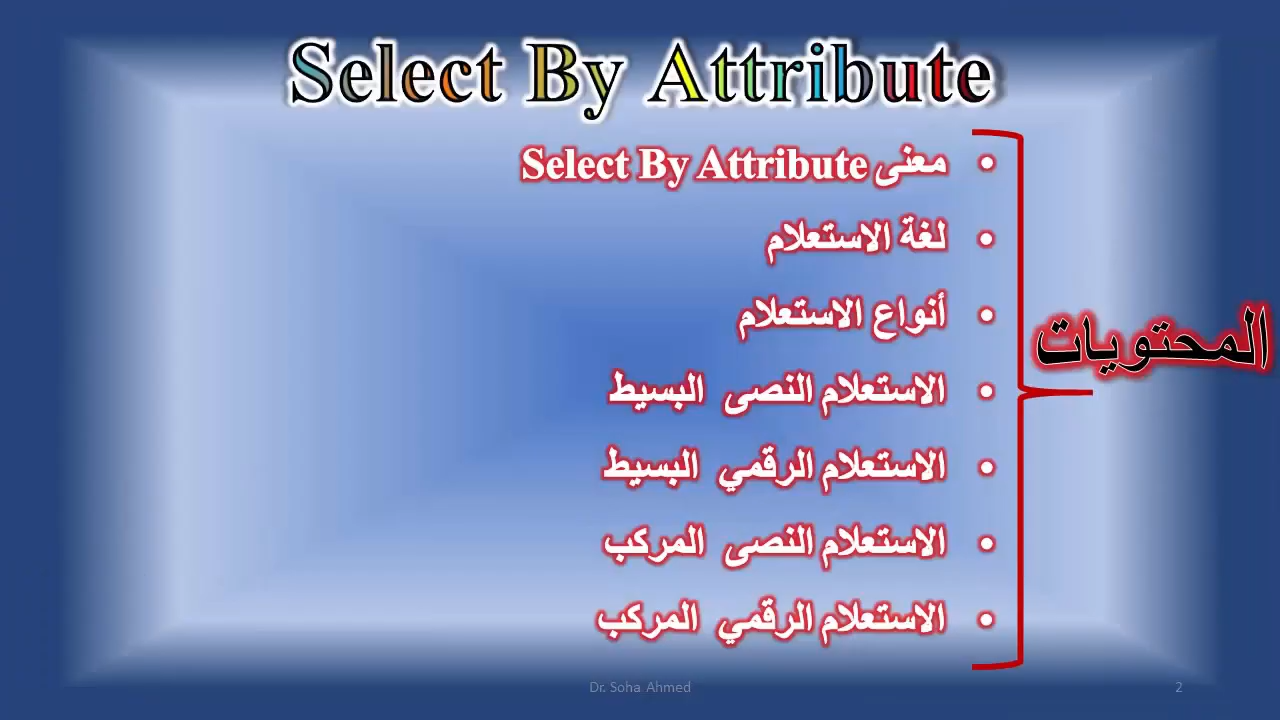 Select By Attribute
المحتويات
• معنى Select By Attribute
• لغة الاستعلام
• أنواع الاستعلام
• الاستعلام النصى البسيط
• الاستعلام الرقمي البسيط
• الاستعلام النصى المركب
• الاستعلام الرقمي المركب
Dr. Soha Ahmed
2